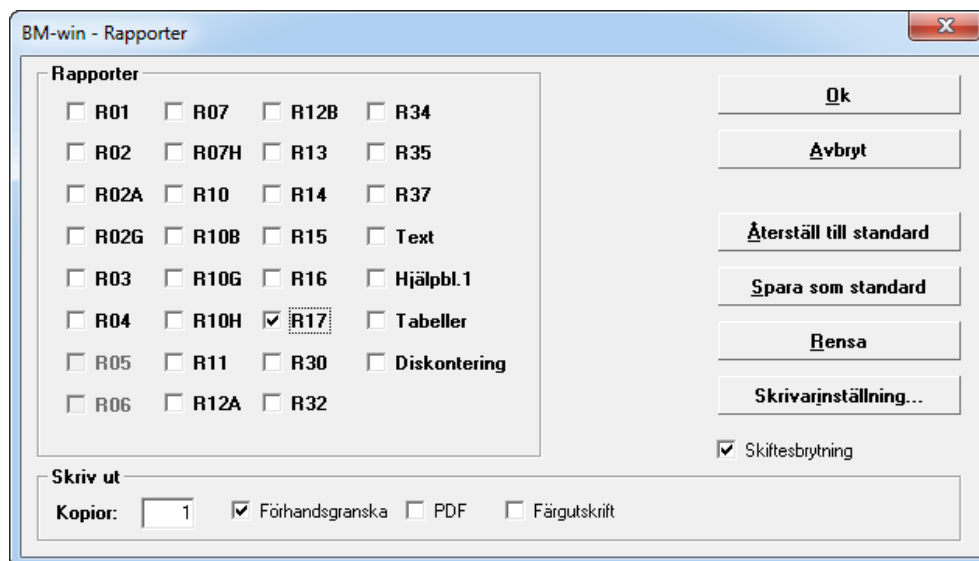 BM-win - Rapporter
Rapporter
R01 R07 R12B R34
R02 R07H R13 R35
R02A R10 R14 R37
R02G R10B R15 Text
R03 R10G R16 Hjälpbl.1
R04 R10H R17 Tabeller
R05 R11 R30 Diskontering
R06 R12A R32
Ok
Avbryt
Återställ till standard
Spara som standard
Rensa
Skrivarinställning...
Skiftesbrytning
Skriv ut
Kopior: 1 Förhandsgranska PDF Färgutskrift